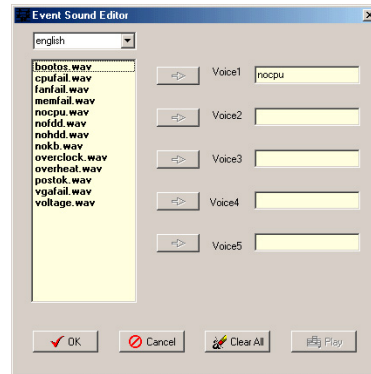 Event Sound Editor
english
bootos.wav
cpufail.wav
fanfail.wav
memfail.wav
nocpu.wav
nofdd.wav
nohdd.wav
nokb.wav
overclock.wav
overheat.wav
postok.wav
vgafail.wav
voltage.wav
Voice1 nocpu
Voice2
Voice3
Voice4
Voice5
OK Cancel Clear All Play